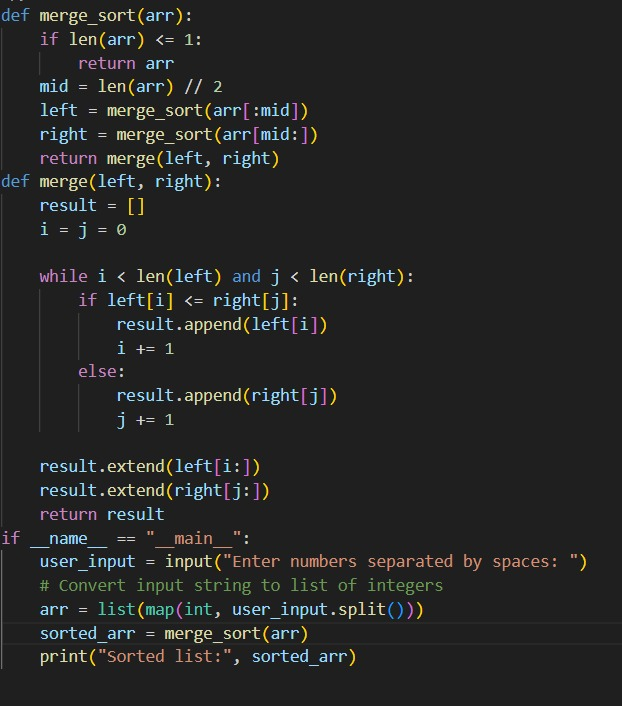 def merge_sort(arr):
    if len(arr) <= 1:
        return arr
    mid = len(arr) // 2
    left = merge_sort(arr[:mid])
    right = merge_sort(arr[mid:])
    return merge(left, right)
def merge(left, right):
    result = []
    i = j = 0

    while i < len(left) and j < len(right):
        if left[i] <= right[j]:
            result.append(left[i])
            i += 1
        else:
            result.append(right[j])
            j += 1

    result.extend(left[i:])
    result.extend(right[j:])
    return result
if __name__ == "__main__":
    user_input = input("Enter numbers separated by spaces: ")
    # Convert input string to list of integers
    arr = list(map(int, user_input.split()))
    sorted_arr = merge_sort(arr)
    print("Sorted list:", sorted_arr)